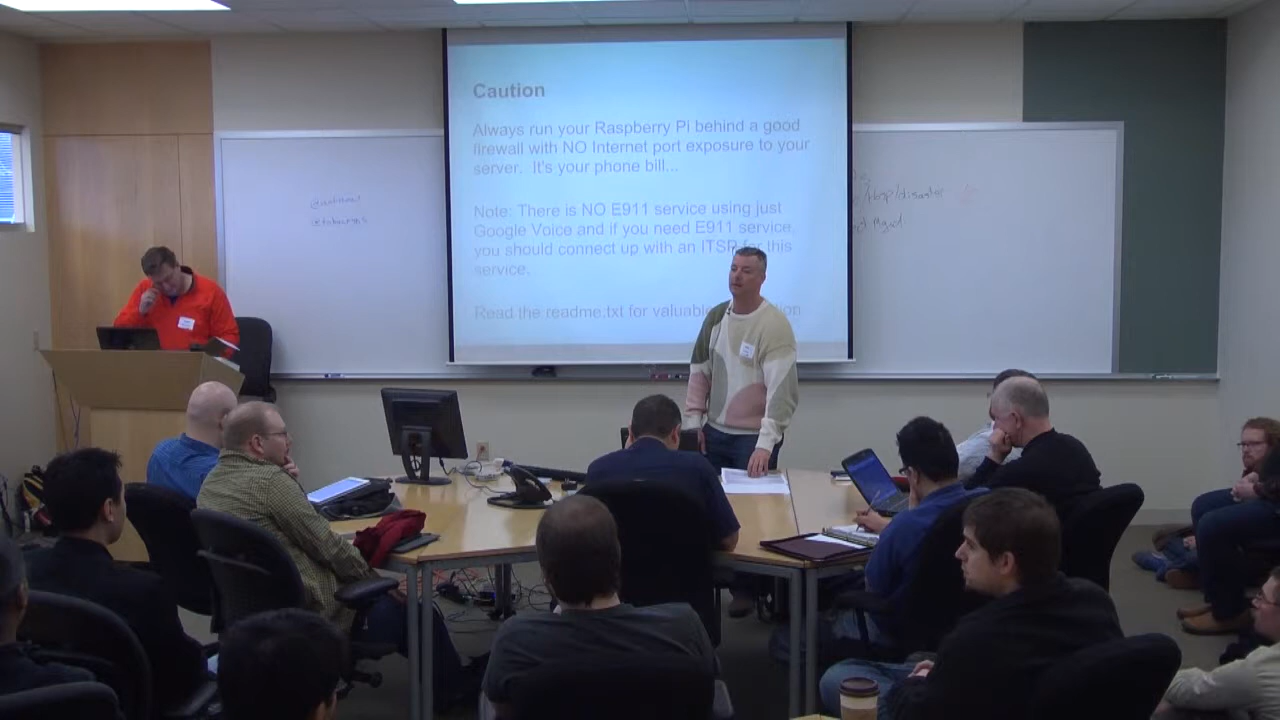 Caution
Always run your Raspberry Pi behind a good
firewall with NO Internet port exposure to your
server. It's your phone bill...
Note: There is NO E911 service using just
Google Voice and if you need E911 service
you should connect up with an ITSP for this
service.
Read the readme.txt for valuable
/disaster
Mgmt